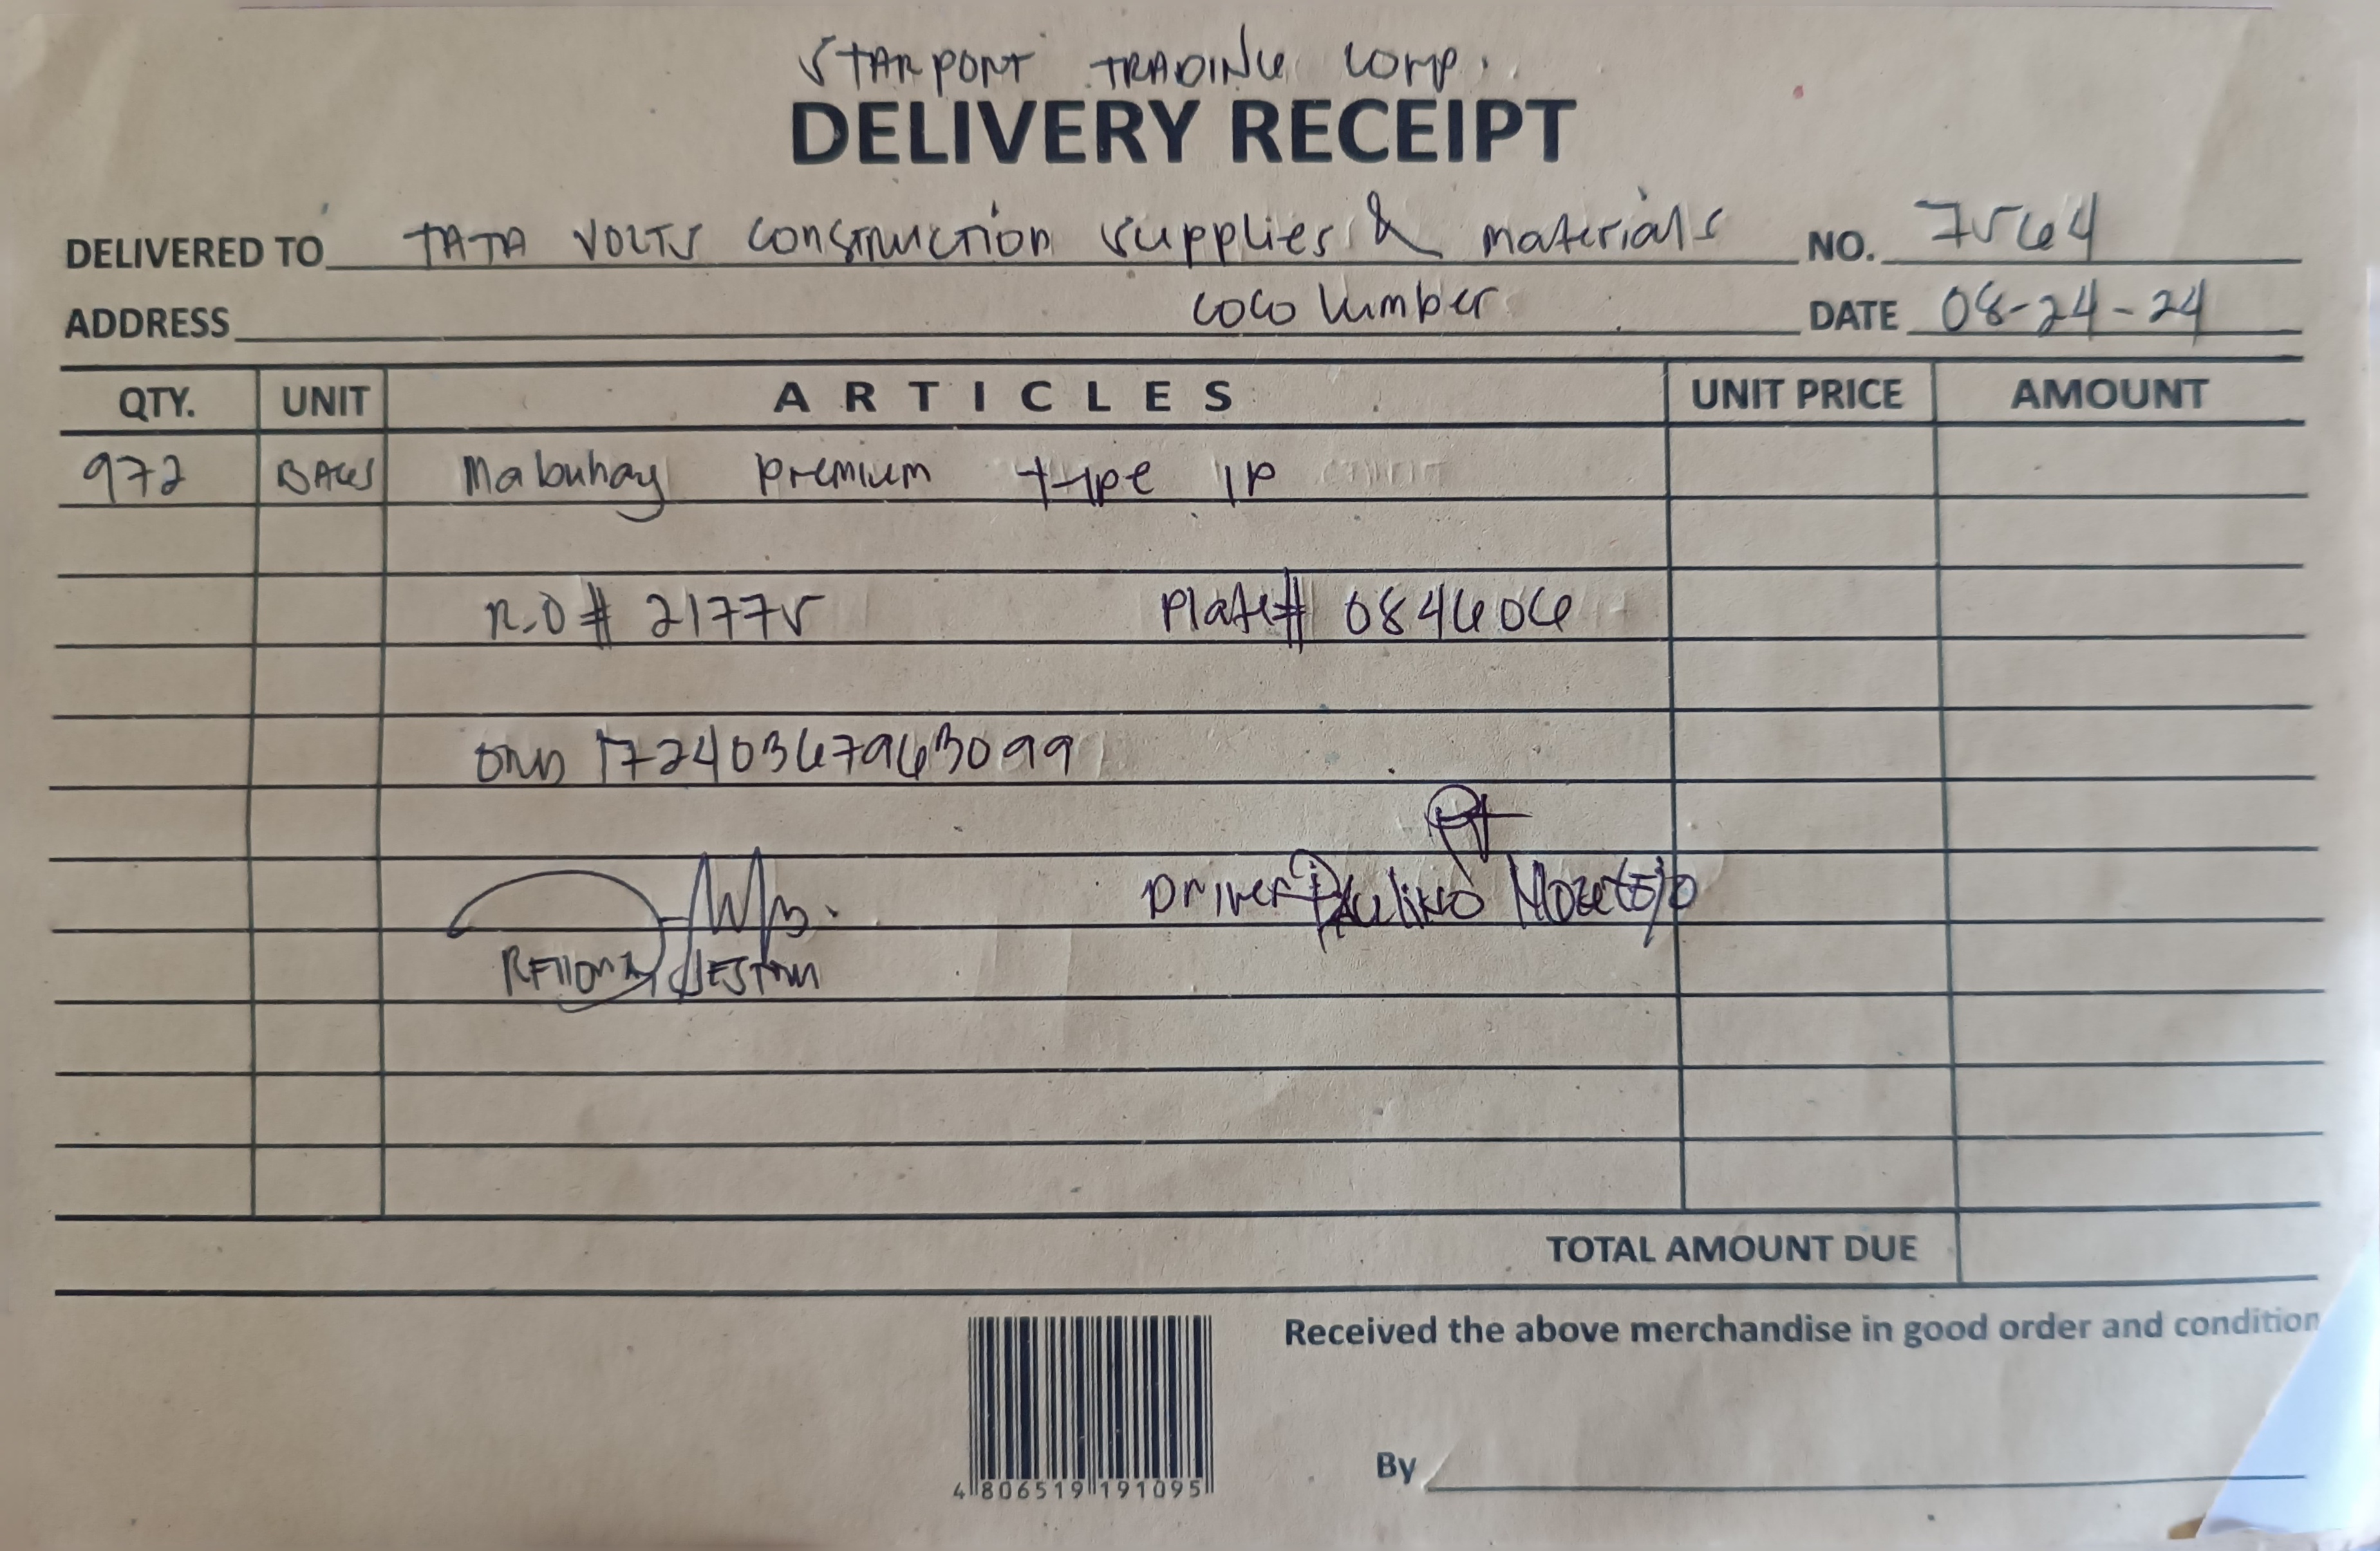 STARPORT TRADING CORP.
DELIVERY RECEIPT
DELIVERED TO TATA VOLTS CONSTRUCTION SUPPLIES & MATERIALS NO. 7564
COCO LUMBER
ADDRESS DATE 08-24-24
QTY. UNIT ARTICLES UNIT PRICE AMOUNT
972 BAGS Mabuhay Premium type 1P
R.O # 21775 Plate# 084606
17240367963099
DRIVER Paulino
TOTAL AMOUNT DUE
Received the above merchandise in good order and condition
By
4 806519 191095